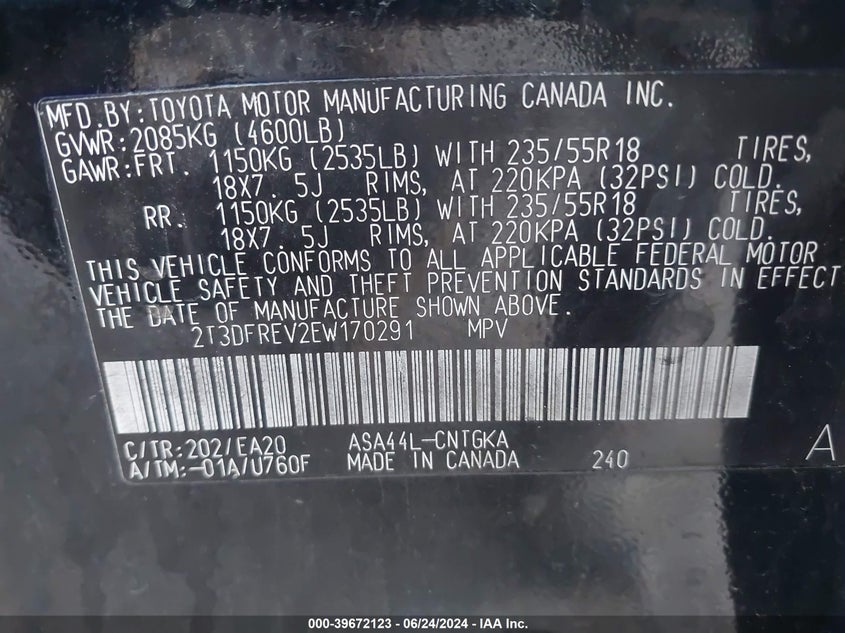 MFD.BY:TOYOTA MOTOR MANUFACTURING CANADA INC.
GVWR:2085KG (4600LB)
GAWR:FRT. 1150KG (2535LB) WITH 235/55R18 TIRES,
18X7.5J RIMS, AT 220KPA (32PSI) COLD.
RR. 1150KG (2535LB) WITH 235/55R18 TIRES,
18X7.5J RIMS, AT 220KPA (32PSI) COLD.
THIS VEHICLE CONFORMS TO ALL APPLICABLE FEDERAL MOTOR
VEHICLE SAFETY AND THEFT PREVENTION STANDARDS IN EFFECT
THE DATE OF MANUFACTURE SHOWN ABOVE.
2T3DFREV2EW170291 MPV
C/TR:202/EA20 ASA44L-CNTGKA A
A/TM:-01A/U760F MADE IN CANADA 240
000-39672123 - 06/24/2024 - IAA Inc.